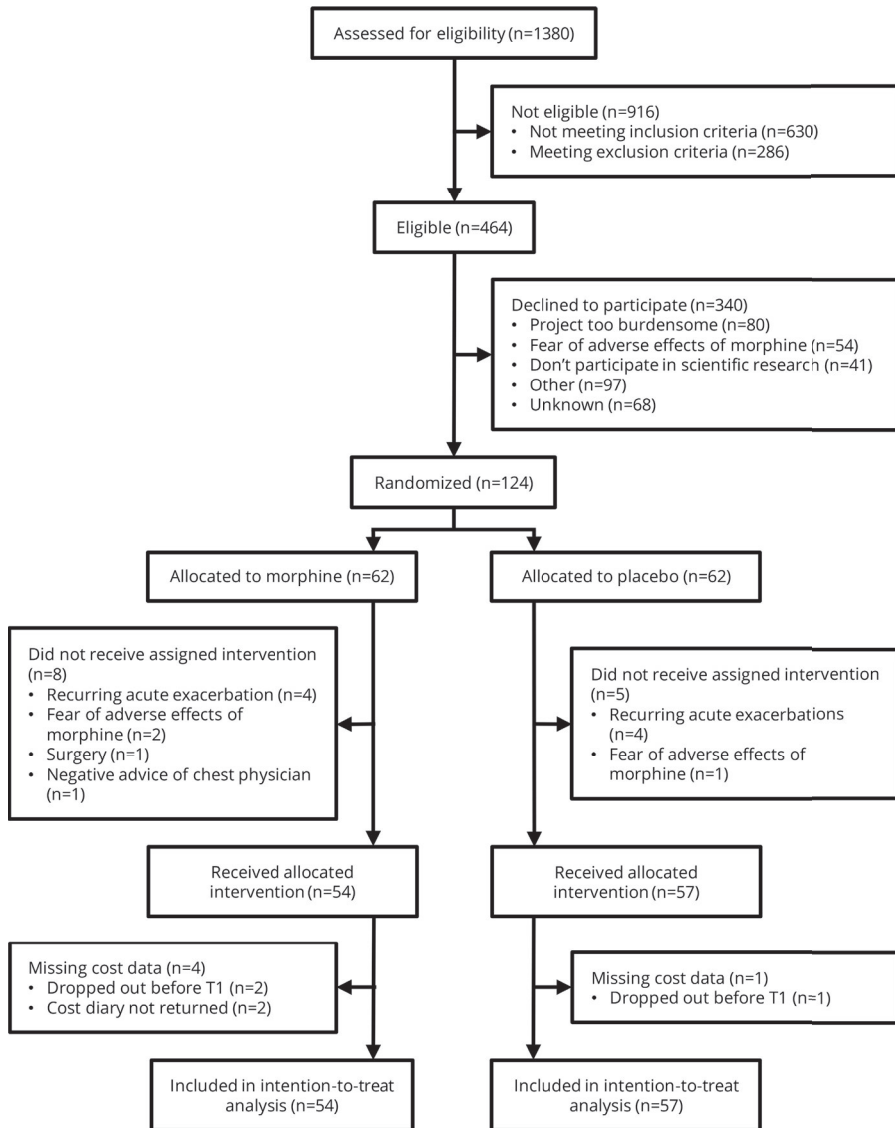 Assessed for eligibility (n=1380)
Not eligible (n=916)
• Not meeting inclusion criteria (n=630)
• Meeting exclusion criteria (n=286)
Eligible (n=464)
Declined to participate (n=340)
• Project too burdensome (n=80)
• Fear of adverse effects of morphine (n=54)
• Don't participate in scientific research (n=41)
• Other (n=97)
• Unknown (n=68)
Randomized (n=124)
Allocated to morphine (n=62)
Allocated to placebo (n=62)
Did not receive assigned intervention
(n=8)
• Recurring acute exacerbation (n=4)
• Fear of adverse effects of
morphine (n=2)
• Surgery (n=1)
• Negative advice of chest physician
(n=1)
Did not receive assigned intervention
(n=5)
• Recurring acute exacerbations
(n=4)
• Fear of adverse effects of
morphine (n=1)
Received allocated
intervention (n=54)
Received allocated
intervention (n=57)
Missing cost data (n=4)
• Dropped out before T1 (n=2)
• Cost diary not returned (n=2)
Missing cost data (n=1)
• Dropped out before T1 (n=1)
Included in intention-to-treat
analysis (n=54)
Included in intention-to-treat
analysis (n=57)